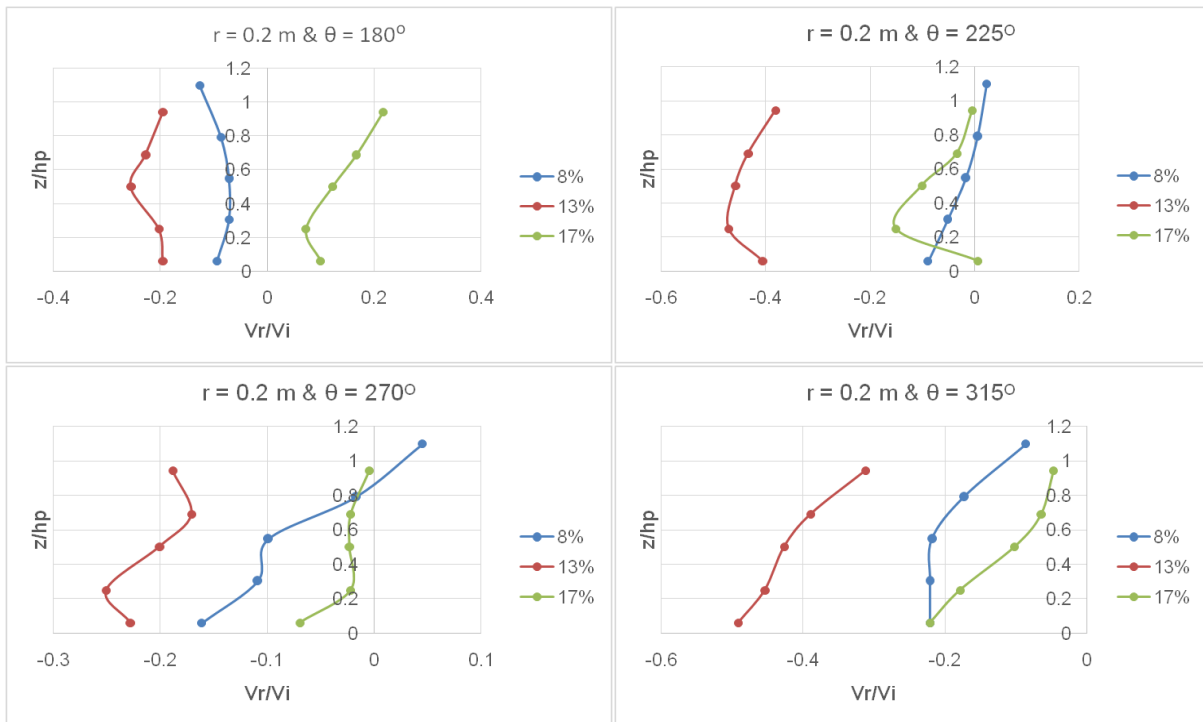 r = 0.2 m & θ = 180⁰
1.2
1
0.8
0.6
0.4
0.2
0
-0.4 -0.2 0 0.2 0.4
z/hp
Vr/Vi
8%
13%
17%
r = 0.2 m & θ = 225⁰
1.2
1
0.8
0.6
0.4
0.2
0
-0.6 -0.4 -0.2 0 0.2
z/hp
Vr/Vi
8%
13%
17%
r = 0.2 m & θ = 270⁰
1.2
1
0.8
0.6
0.4
0.2
0
-0.3 -0.2 -0.1 0 0.1
z/hp
Vr/Vi
8%
13%
17%
r = 0.2 m & θ = 315⁰
1.2
1
0.8
0.6
0.4
0.2
0
-0.6 -0.4 -0.2 0
z/hp
Vr/Vi
8%
13%
17%